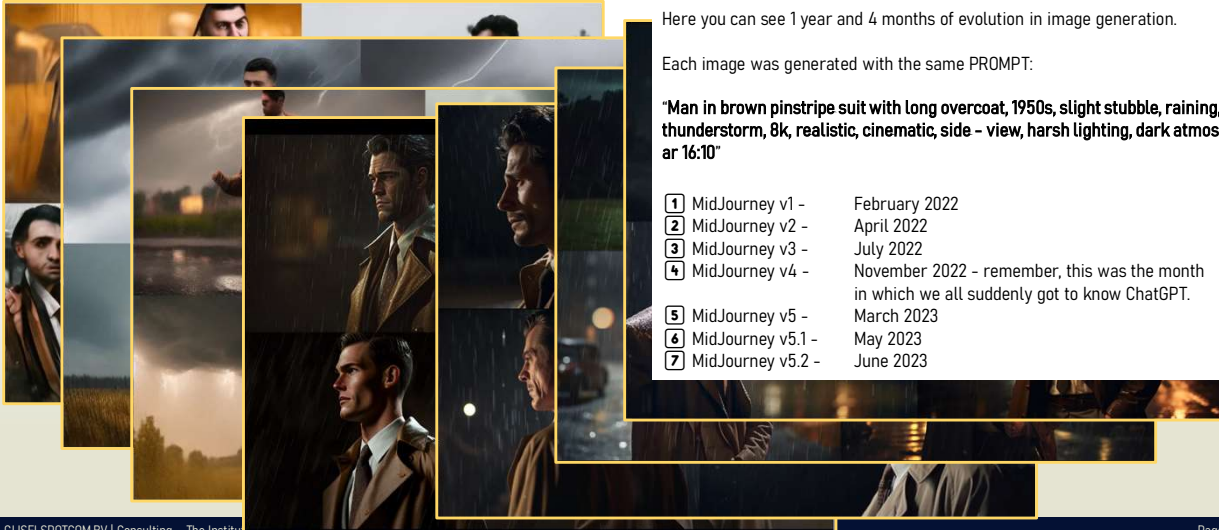 Here you can see 1 year and 4 months of evolution in image generation.
Each image was generated with the same PROMPT:
"Man in brown pinstripe suit with long overcoat, 1950s, slight stubble, raining,
thunderstorm, 8k, realistic, cinematic, side - view, harsh lighting, dark atmos
ar 16:10"
1 MidJourney v1 - February 2022
2 MidJourney v2 - April 2022
3 MidJourney v3 - July 2022
4 MidJourney v4 - November 2022 - remember, this was the month
in which we all suddenly got to know ChatGPT.
5 MidJourney v5 - March 2023
6 MidJourney v5.1 - May 2023
7 MidJourney v5.2 - June 2023
| Consulting The